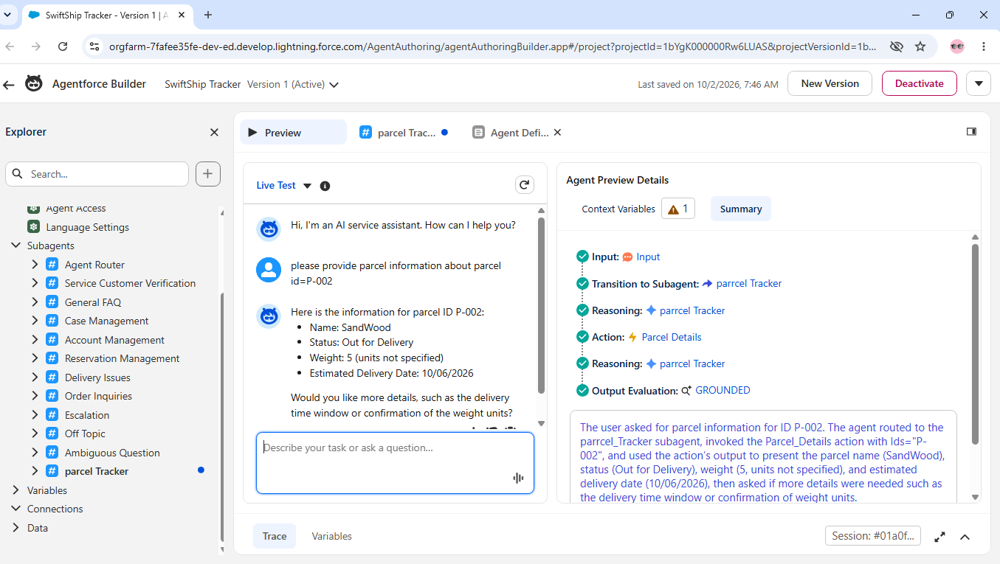 SwiftShip Tracker - Version 1 | A
orgfarm-7fafee35fe-dev-ed.develop.lightning.force.com/AgentAuthoring/agentAuthoringBuilder.app#/project?projectId=1bYgK000000Rw6LUAS&projectVersionId=1b...
Agentforce Builder
SwiftShip Tracker Version 1 (Active)
Last saved on 10/2/2026, 7:46 AM
New Version
Deactivate
Explorer
Search...
Agent Access
Language Settings
Subagents
# Agent Router
# Service Customer Verification
# General FAQ
# Case Management
# Account Management
# Reservation Management
# Delivery Issues
# Order Inquiries
# Escalation
# Off Topic
# Ambiguous Question
# parcel Tracker
Variables
Connections
Data
Preview
# parcel Trac...
Agent Defi...
Live Test
Hi, I'm an AI service assistant. How can I help you?
please provide parcel information about parcel
id=P-002
Here is the information for parcel ID P-002:
• Name: SandWood
• Status: Out for Delivery
• Weight: 5 (units not specified)
• Estimated Delivery Date: 10/06/2026
Would you like more details, such as the delivery
time window or confirmation of the weight units?
Describe your task or ask a question...
Agent Preview Details
Context Variables 1
Summary
Input: Input
Transition to Subagent: parrcel Tracker
Reasoning: parrcel Tracker
Action: Parcel Details
Reasoning: parrcel Tracker
Output Evaluation: GROUNDED
The user asked for parcel information for ID P-002. The agent routed to the
parrcel_Tracker subagent, invoked the Parcel_Details action with Ids="P-
002", and used the action's output to present the parcel name (SandWood),
status (Out for Delivery), weight (5, units not specified), and estimated
delivery date (10/06/2026), then asked if more details were needed such as
the delivery time window or confirmation of weight units.
Trace
Variables
Session: #01a0f...